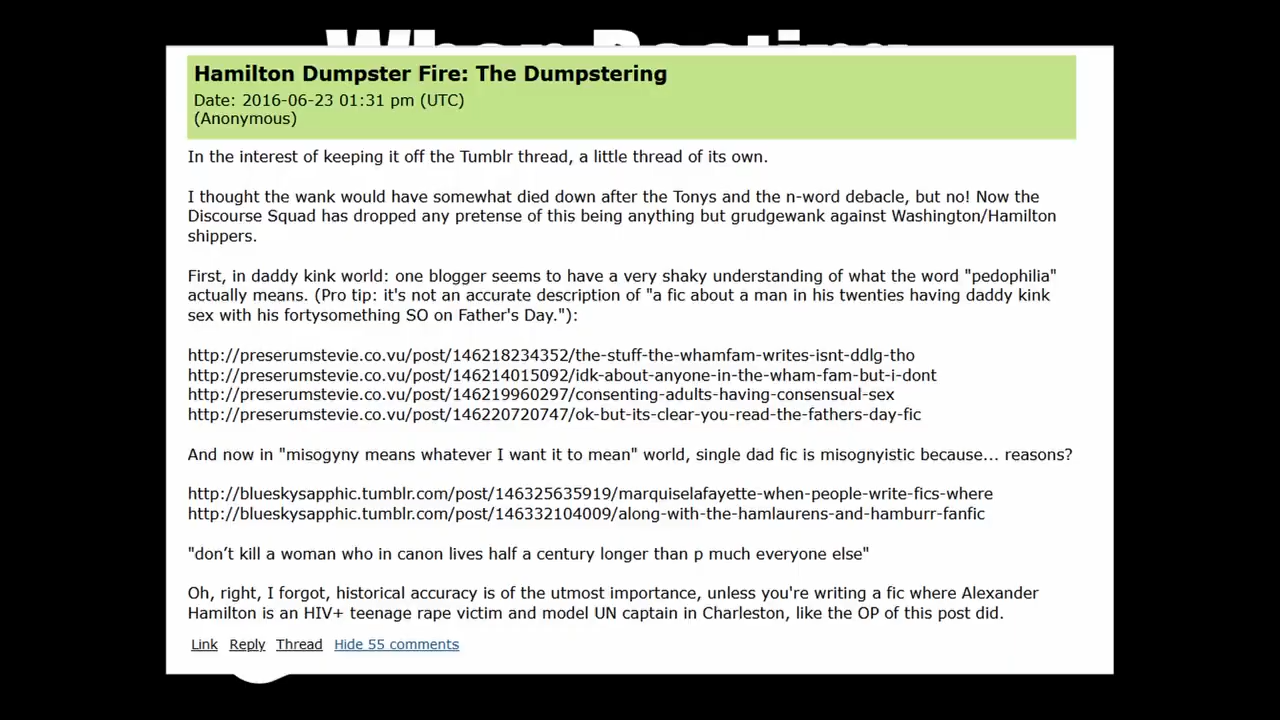 Hamilton Dumpster Fire: The Dumpstering
Date: 2016-06-23 01:31 pm (UTC)
(Anonymous)
In the interest of keeping it off the Tumblr thread, a little thread of its own.
I thought the wank would have somewhat died down after the Tonys and the n-word debacle, but no! Now the
Discourse Squad has dropped any pretense of this being anything but grudgewank against Washington/Hamilton
shippers.
First, in daddy kink world: one blogger seems to have a very shaky understanding of what the word "pedophilia"
actually means. (Pro tip: it's not an accurate description of "a fic about a man in his twenties having daddy kink
sex with his fortysomething SO on Father's Day."):
http://preserumstevie.co.vu/post/146218234352/the-stuff-the-whamfam-writes-isnt-ddlg-tho
http://preserumstevie.co.vu/post/146214015092/idk-about-anyone-in-the-wham-fam-but-i-dont
http://preserumstevie.co.vu/post/146219960297/consenting-adults-having-consensual-sex
http://preserumstevie.co.vu/post/146220720747/ok-but-its-clear-you-read-the-fathers-day-fic
And now in "misogyny means whatever I want it to mean" world, single dad fic is misognyistic because... reasons?
http://blueskysapphic.tumblr.com/post/146325635919/marquiselafayette-when-people-write-fics-where
http://blueskysapphic.tumblr.com/post/146332104009/along-with-the-hamlaurens-and-hamburr-fanfic
"don’t kill a woman who in canon lives half a century longer than p much everyone else"
Oh, right, I forgot, historical accuracy is of the utmost importance, unless you're writing a fic where Alexander
Hamilton is an HIV+ teenage rape victim and model UN captain in Charleston, like the OP of this post did.
Link Reply Thread Hide 55 comments